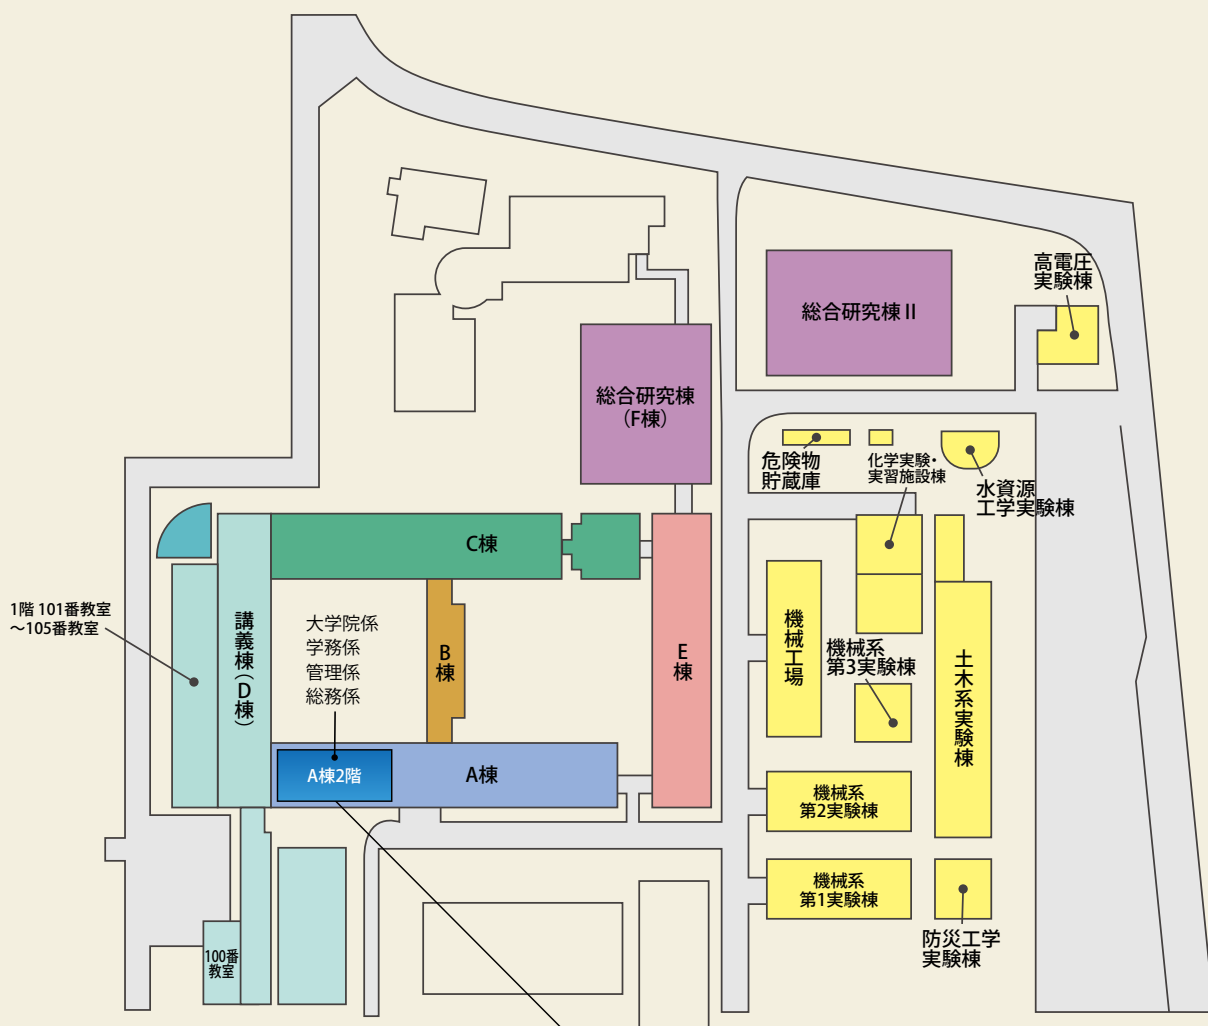 高電圧
実験棟
総合研究棟Ⅱ
総合研究棟
（F棟）
危険物
貯蔵庫
化学実験・
実習施設棟
水資源
工学実験棟
C棟
1階 101番教室
～105番教室
講義棟（D棟）
大学院係
学務係
管理係
総務係
B棟
E棟
機械工場
機械系
第3実験棟
土木系実験棟
A棟2階
A棟
機械系
第2実験棟
機械系
第1実験棟
防災工学
実験棟
100番
教室